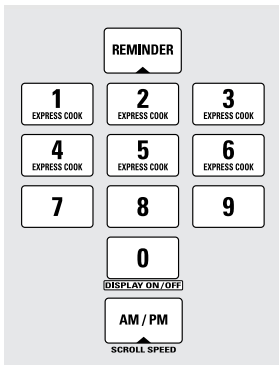 REMINDER
1 2 3
EXPRESS COOK EXPRESS COOK EXPRESS COOK
4 5 6
EXPRESS COOK EXPRESS COOK EXPRESS COOK
7 8 9
0
DISPLAY ON/OFF
AM / PM
SCROLL SPEED